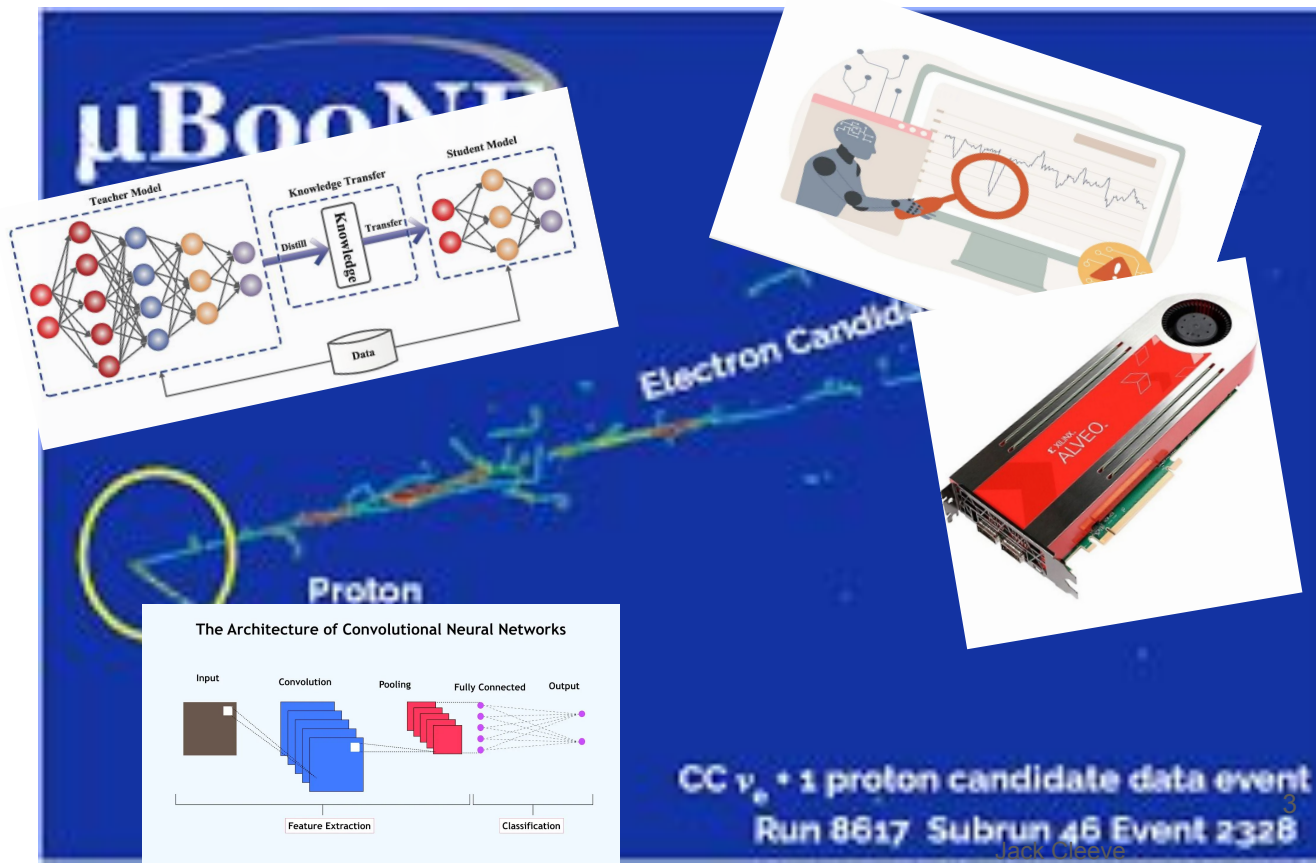 µBooNE
Teacher Model
Knowledge Transfer
Student Model
Distill
Knowledge
Transfer
Data
Electron Candida
XILINX
ALVEO
Proton
The Architecture of Convolutional Neural Networks
Input
Convolution
Pooling
Fully Connected
Output
Feature Extraction
Classification
CC νe + 1 proton candidate data event
Run 8617 Subrun 46 Event 2328
3
Jack Cleeve